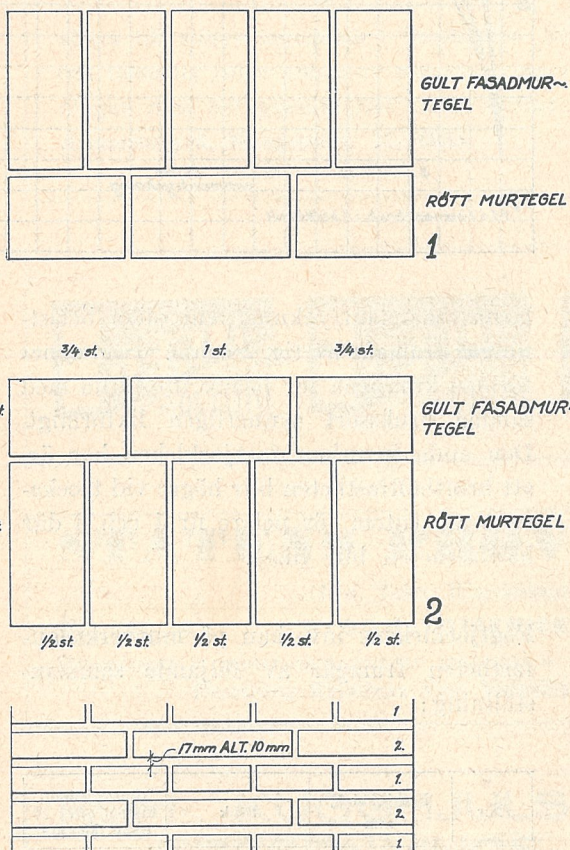 GULT FASADMUR~
TEGEL
RÖTT MURTEGEL
1
3/4 st.
1 st.
3/4 st.
GULT FASADMUR-
TEGEL
RÖTT MURTEGEL
2
1/2 st.
1/2 st.
1/2 st.
1/2 st.
1/2 st.
1
17 mm ALT. 10 mm
2.
1.
2
1